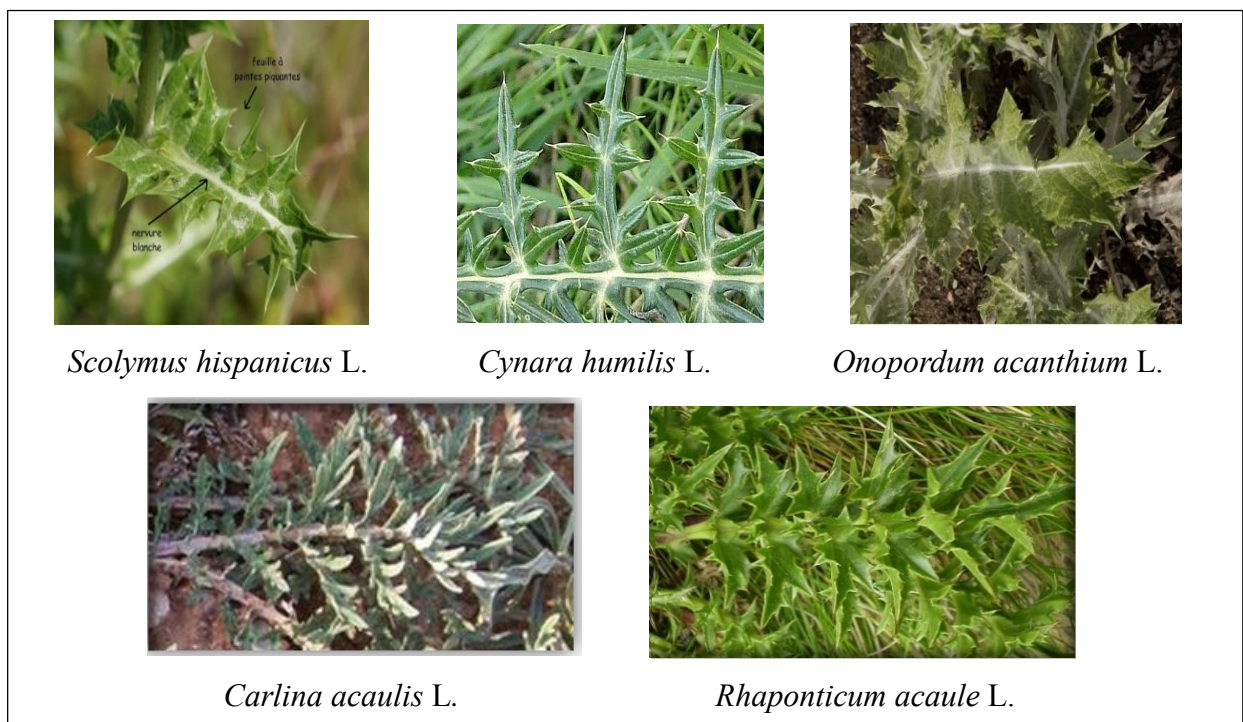 feuille à
pointes piquantes
nervure
blanche
Scolymus hispanicus L.
Cynara humilis L.
Onopordum acanthium L.
Carlina acaulis L.
Rhaponticum acaule L.